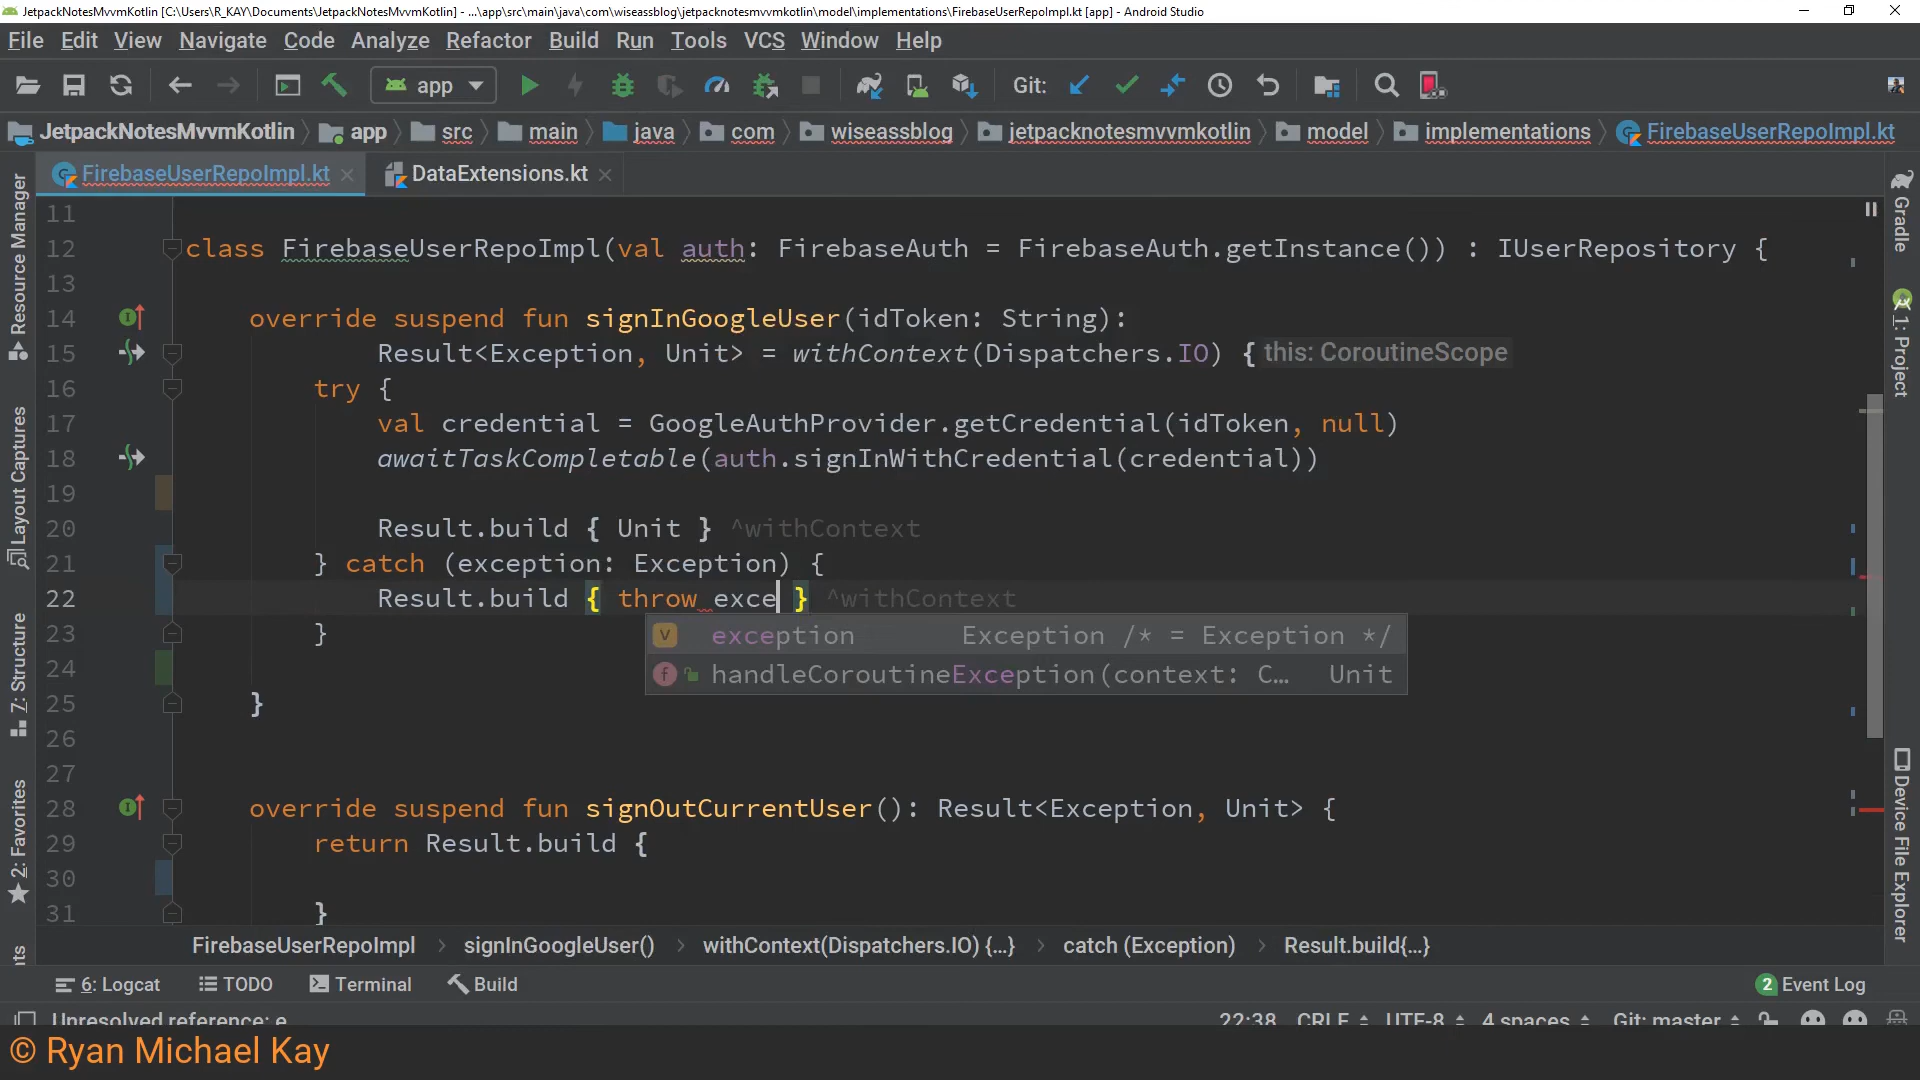 JetpackNotesMvvmKotlin [C:\Users\R_KAY\Documents\JetpackNotesMvvmKotlin] - ...\app\src\main\java\com\wiseassblog\jetpacknotesmvvmkotlin\model\implementations\FirebaseUserRepoImpl.kt [app] - Android Studio
File Edit View Navigate Code Analyze Refactor Build Run Tools VCS Window Help
app Git:
JetpackNotesMvvmKotlin app src main java com wiseassblog jetpacknotesmvvmkotlin model implementations FirebaseUserRepoImpl.kt
FirebaseUserRepoImpl.kt DataExtensions.kt
11
12 class FirebaseUserRepoImpl(val auth: FirebaseAuth = FirebaseAuth.getInstance()) : IUserRepository {
13
14 override suspend fun signInGoogleUser(idToken: String):
15 Result<Exception, Unit> = withContext(Dispatchers.IO) { this: CoroutineScope
16 try {
17 val credential = GoogleAuthProvider.getCredential(idToken, null)
18 awaitTaskCompletable(auth.signInWithCredential(credential))
19
20 Result.build { Unit } ^withContext
21 } catch (exception: Exception) {
22 Result.build { throw exce } ^withContext
v exception Exception /* = Exception */
23 }
f handleCoroutineException(context: C… Unit
24
25 }
26
27
28 override suspend fun signOutCurrentUser(): Result<Exception, Unit> {
29 return Result.build {
30
31 }
Resource Manager
Layout Captures
7: Structure
2: Favorites
nts
Gradle
1: Project
Device File Explorer
FirebaseUserRepoImpl signInGoogleUser() withContext(Dispatchers.IO) {...} catch (Exception) Result.build{...}
6: Logcat TODO Terminal Build 2 Event Log
Unresolved reference: e 22:38 CRLF UTF-8 4 spaces Git: master
© Ryan Michael Kay